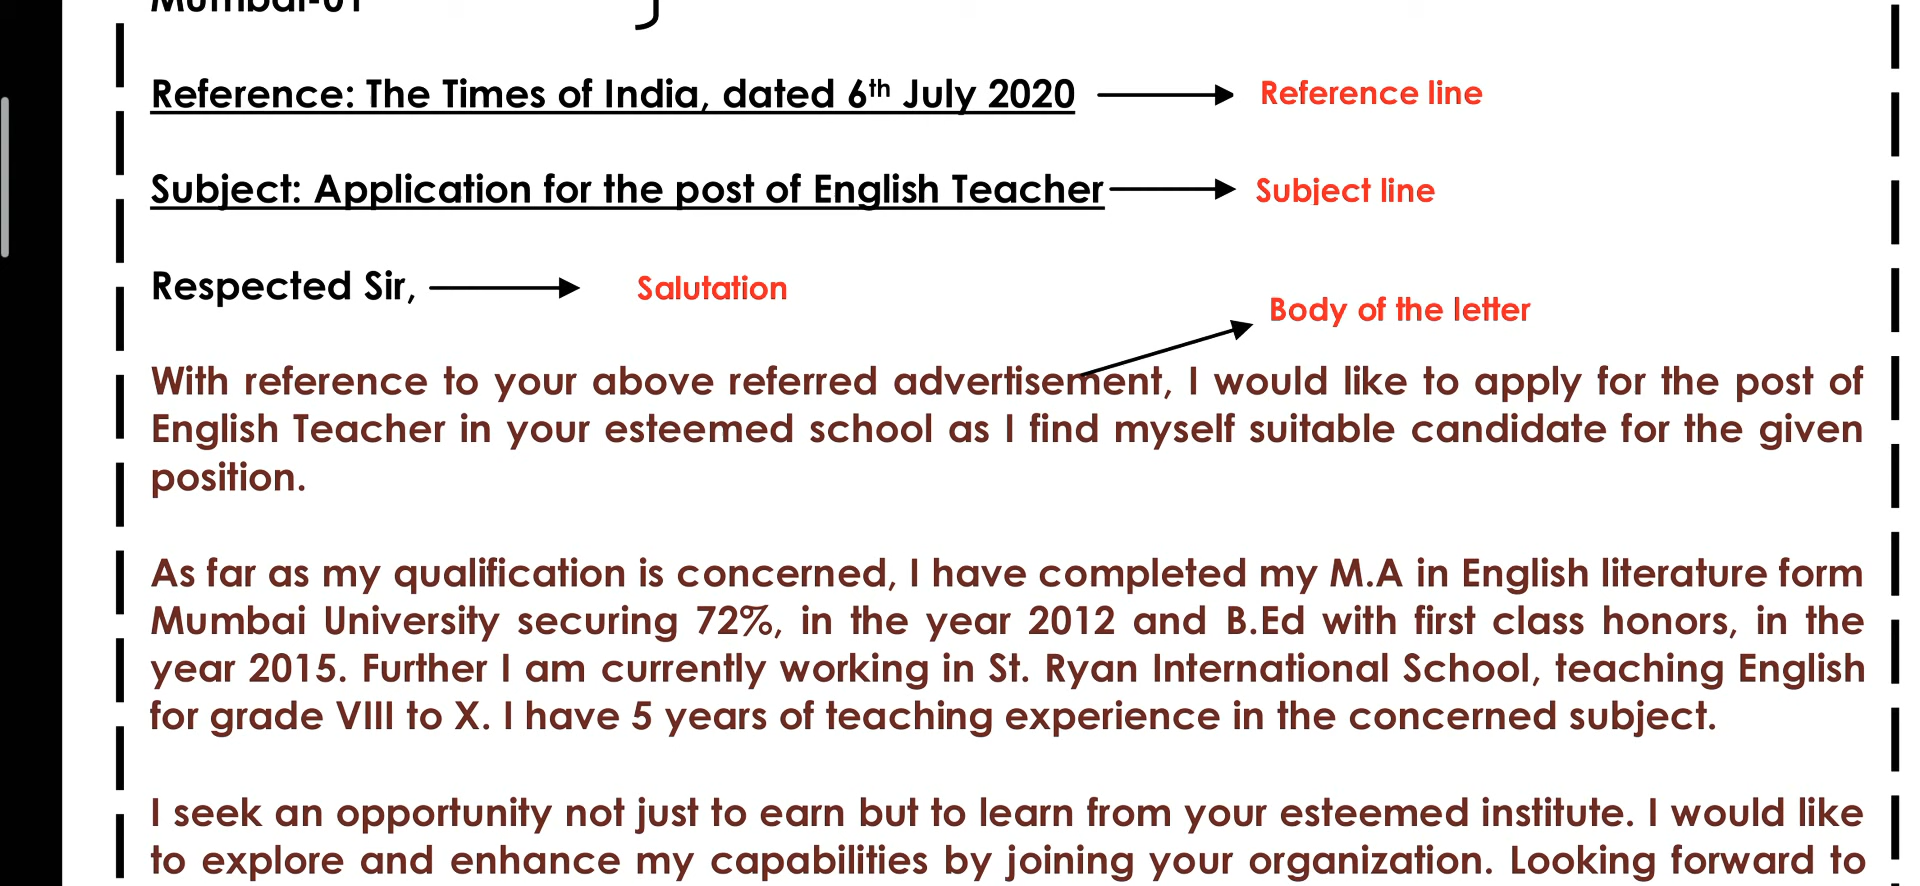 Mumbai-01
Reference: The Times of India, dated 6th July 2020
Reference line
Subject: Application for the post of English Teacher
Subject line
Respected Sir,
Salutation
Body of the letter
With reference to your above referred advertisement, I would like to apply for the post of
English Teacher in your esteemed school as I find myself suitable candidate for the given
position.
As far as my qualification is concerned, I have completed my M.A in English literature form
Mumbai University securing 72%, in the year 2012 and B.Ed with first class honors, in the
year 2015. Further I am currently working in St. Ryan International School, teaching English
for grade VIII to X. I have 5 years of teaching experience in the concerned subject.
I seek an opportunity not just to earn but to learn from your esteemed institute. I would like
to explore and enhance my capabilities by joining your organization. Looking forward to